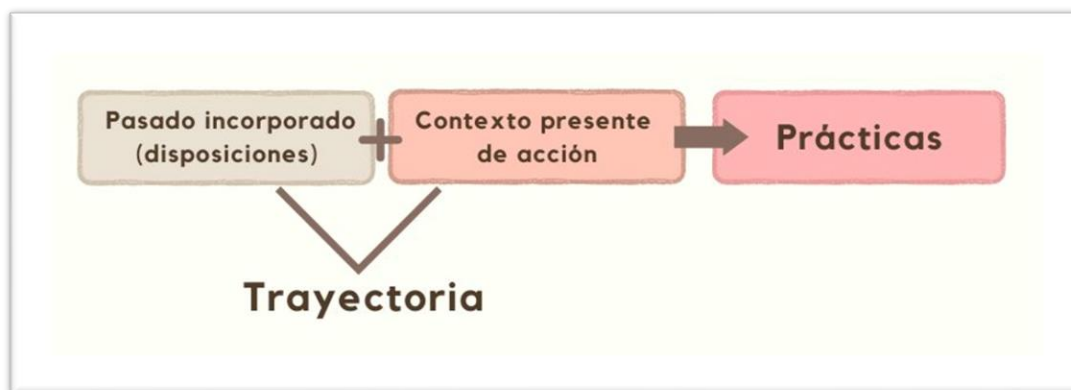 Pasado incorporado
(disposiciones)
+
Contexto presente
de acción
Prácticas
Trayectoria